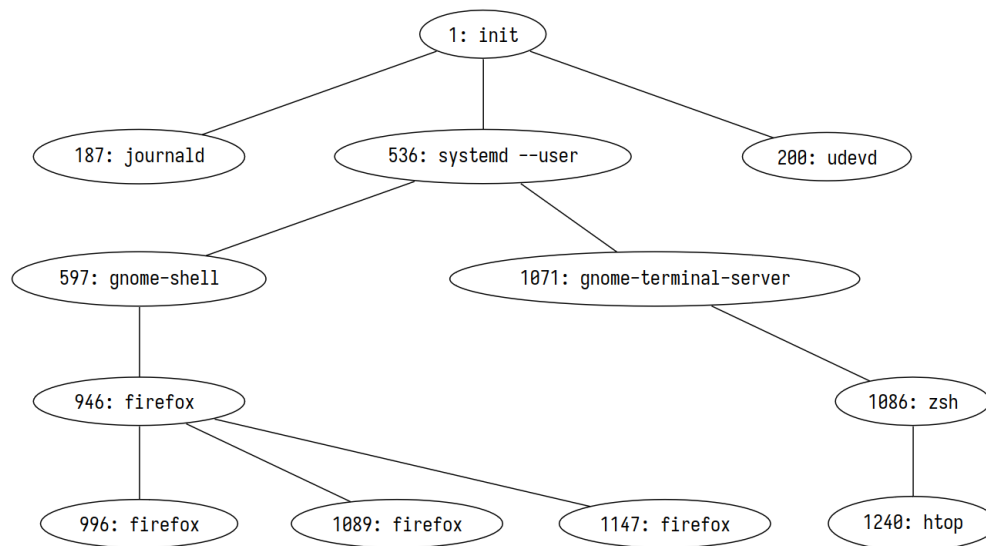 1: init
187: journald
536: systemd --user
200: udevd
597: gnome-shell
1071: gnome-terminal-server
946: firefox
1086: zsh
996: firefox
1089: firefox
1147: firefox
1240: htop